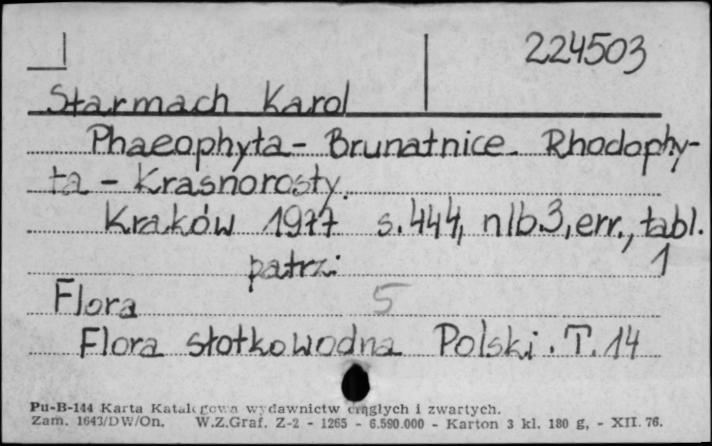 224503
Starmach Karol
Phaeophyta - Brunatnice. Rhodophy-
ta - Krasnorosty.
Kraków 1977 s. 444, nlb 3, err., tabl.
1
patrz:
Flora 5
Flora słotkowodna Polski. T. 14
Pu-B-144 Karta Katalogowa wydawnictw ciągłych i zwartych.
Zam. 1643/DW/On. W.Z.Graf. Z-2 - 1265 - 6.590.000 - Karton 3 kl. 180 g, - XII. 76.